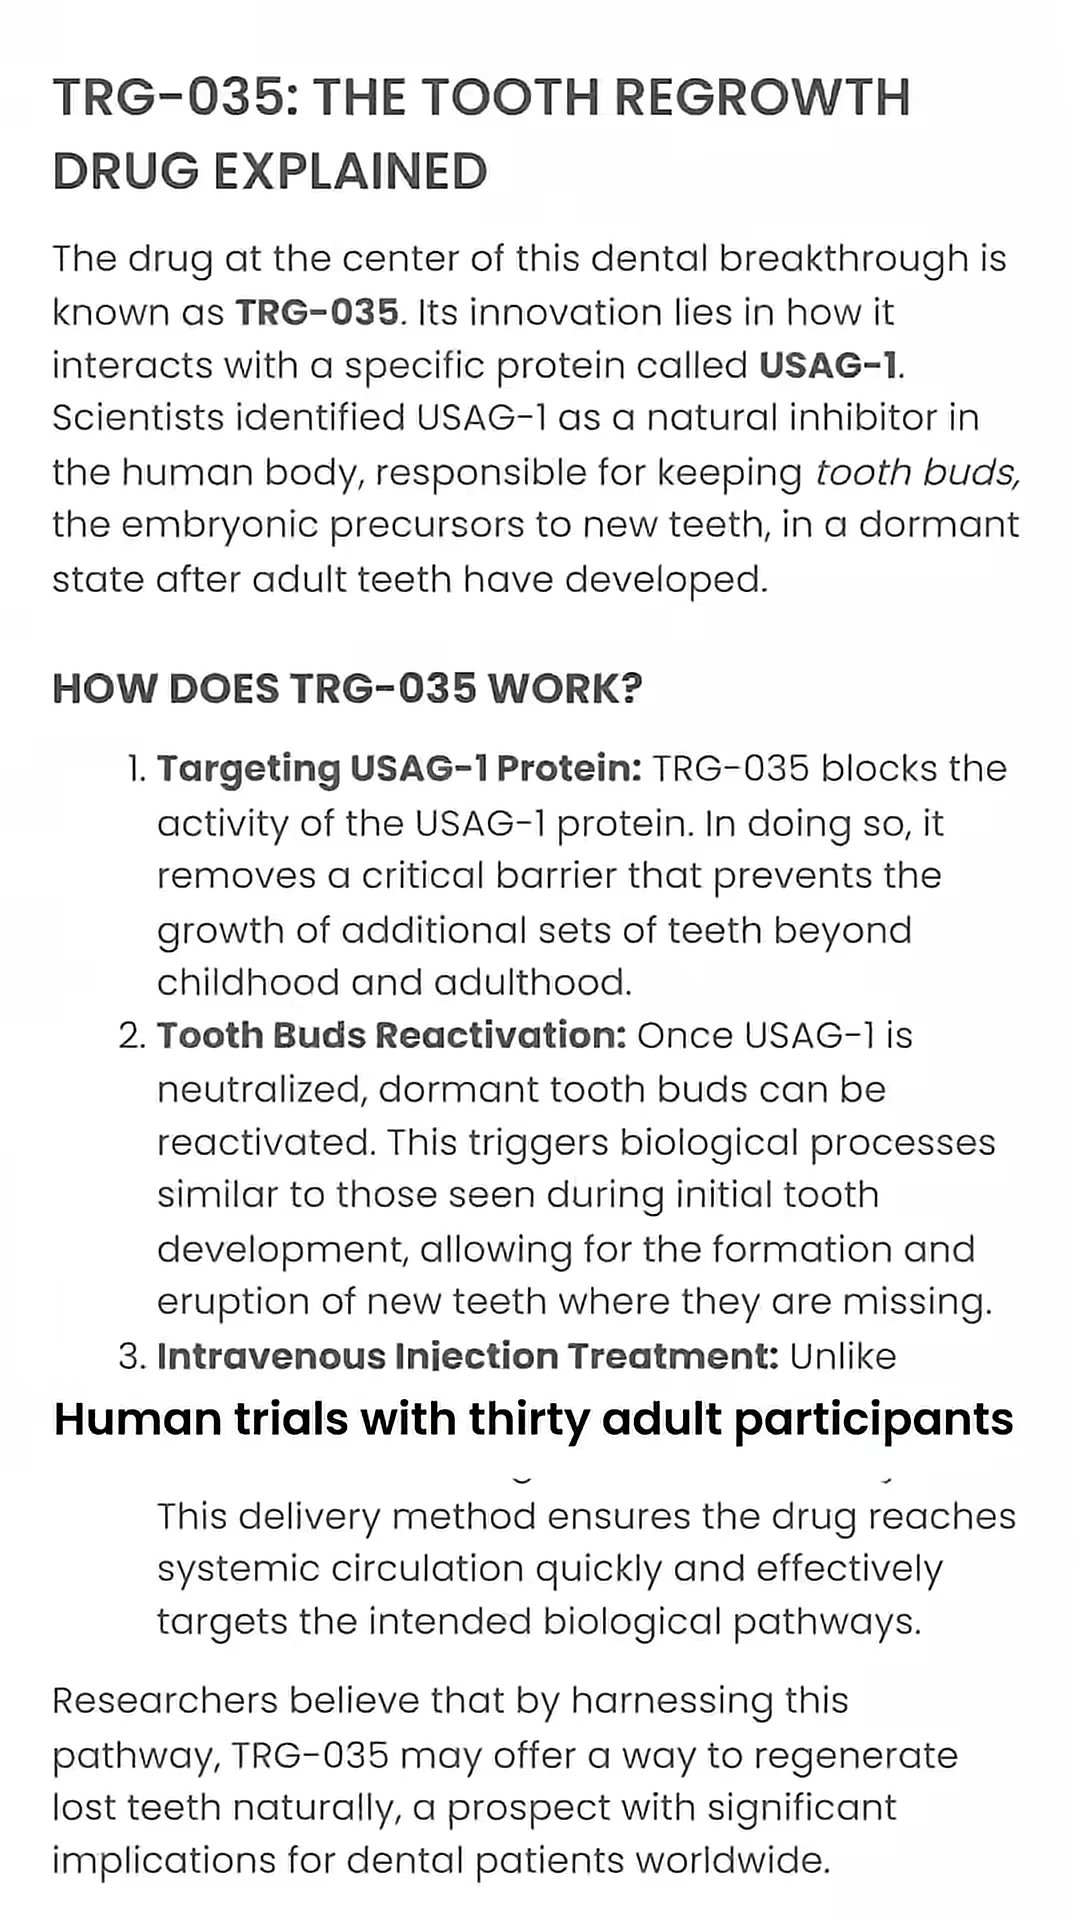 TRG-035: THE TOOTH REGROWTH
DRUG EXPLAINED
The drug at the center of this dental breakthrough is
known as TRG-035. Its innovation lies in how it
interacts with a specific protein called USAG-1.
Scientists identified USAG-1 as a natural inhibitor in
the human body, responsible for keeping tooth buds,
the embryonic precursors to new teeth, in a dormant
state after adult teeth have developed.
HOW DOES TRG-035 WORK?
1. Targeting USAG-1 Protein: TRG-035 blocks the
activity of the USAG-1 protein. In doing so, it
removes a critical barrier that prevents the
growth of additional sets of teeth beyond
childhood and adulthood.
2. Tooth Buds Reactivation: Once USAG-1 is
neutralized, dormant tooth buds can be
reactivated. This triggers biological processes
similar to those seen during initial tooth
development, allowing for the formation and
eruption of new teeth where they are missing.
3. Intravenous Injection Treatment: Unlike
Human trials with thirty adult participants
This delivery method ensures the drug reaches
systemic circulation quickly and effectively
targets the intended biological pathways.
Researchers believe that by harnessing this
pathway, TRG-035 may offer a way to regenerate
lost teeth naturally, a prospect with significant
implications for dental patients worldwide.